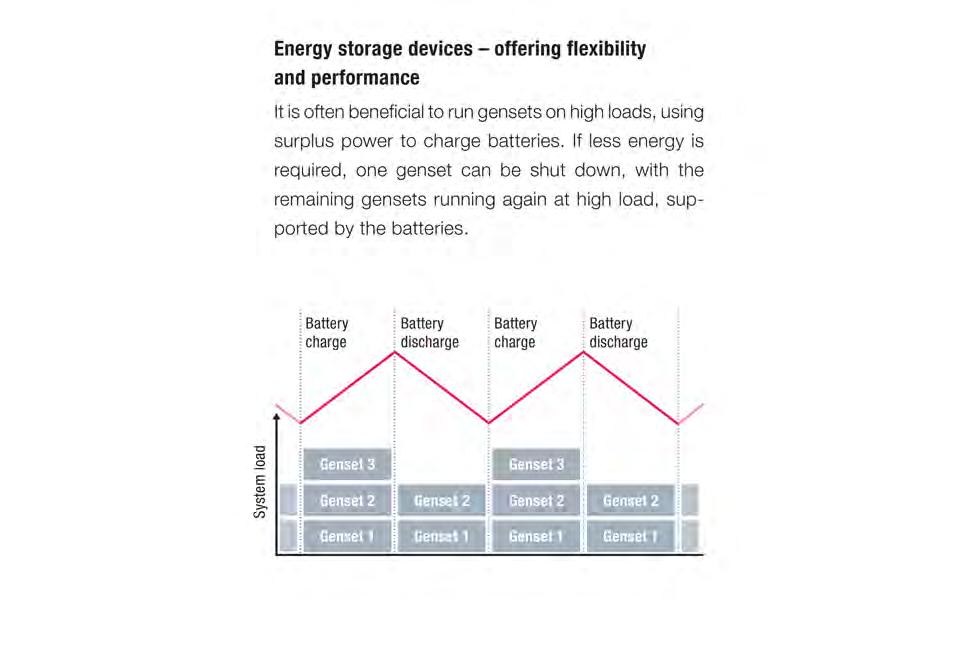 Energy storage devices – offering flexibility
and performance
It is often beneficial to run gensets on high loads, using
surplus power to charge batteries. If less energy is
required, one genset can be shut down, with the
remaining gensets running again at high load, sup-
ported by the batteries.
Battery
charge
Battery
discharge
Battery
charge
Battery
discharge
System load
Genset 3
Genset 3
Genset 2
Genset 2
Genset 2
Genset 2
Genset 1
Genset 1
Genset 1
Genset 1